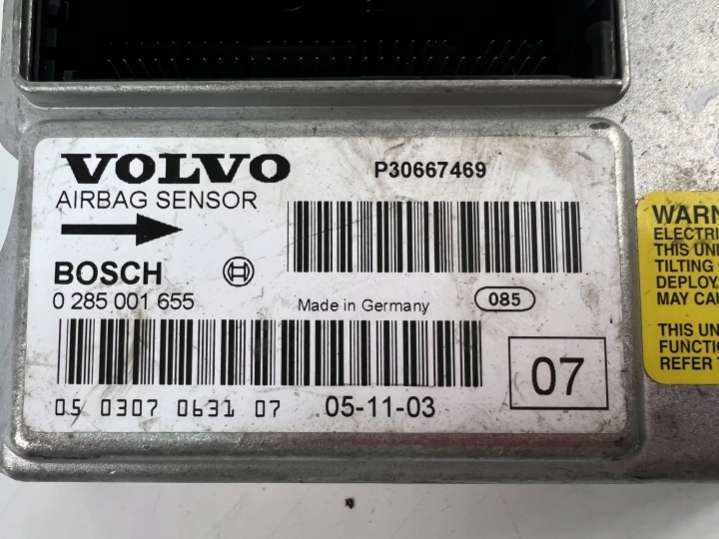 VOLVO
P30667469
AIRBAG SENSOR
BOSCH
0 285 001 655
Made in Germany
085
07
05 0307 0631 07
05-11-03
WARN
ELECTRI
THIS UNI
TILTING
DEPLOY
MAY CA
THIS UN
FUNCTI
REFER